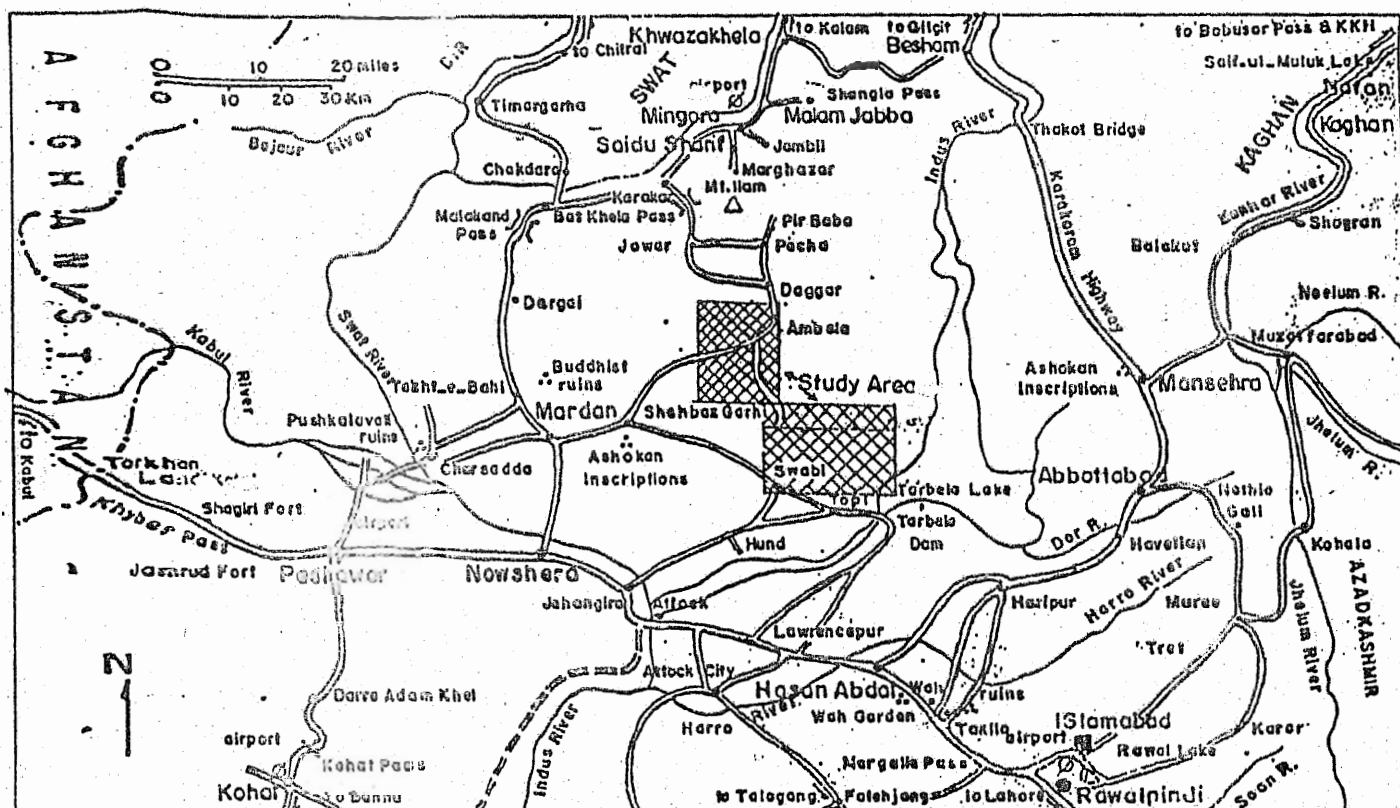 to Chitral
Khwazakhela
to Kalam
to Gilgit
Besham
to Babusar Pass & KKH
Saif-ul-Muluk Lake
Naran
Kaghan
KAGHAN
AFGHANISTAN
0 10 20 miles
0 10 20 30 Km
DIR
SWAT
airport
Timargarha
Mingora
Saidu Sharif
Shangla Pass
Malam Jabba
Jambil
Marghazar
Mt. Ilam
Indus River
Thakot Bridge
Bajaur River
Chakdara
Karakar
Malakand
Pass
Bat Khela Pass
Pir Baba
Jowar
Pacha
Karakoram Highway
Kunhar River
Shogran
Balakot
Dargai
Daggar
Ambela
Neelum R.
Muzaffarabad
Kabul River
Swat River
Takht-e-Bahi
Buddhist
ruins
Study Area
Ashokan
Inscriptions
Mansehra
Mardan
Shahbaz Garhi
Pushkalavati
ruins
Charsadda
Ashokan
Inscriptions
Swabi
Topi
Jhelum R.
to Kabul
Torkhan
Khyber Pass
Shagiri Fort
airport
Tarbela Lake
Tarbela
Dam
Abbottabad
Nathia
Gali
Jamrud Fort
Peshawar
Nowshera
Hund
Dor R.
Havelian
Kohala
Jahangira
Attock
Haripur
Harro River
Murree
AZADKASHMIR
Jhelum River
Lawrencepur
Tret
N
Attock City
Darra Adam Khel
Hasan Abdal
Wah
ruins
Wah Garden
Harro River
Indus River
Taxila
airport
Islamabad
Karor
airport
Kohat Pass
Kohat
to Bannu
Margalla Pass
Rawal Lake
Soan R.
to Talagang
Fatehjang
to Lahore
Rawalpindi